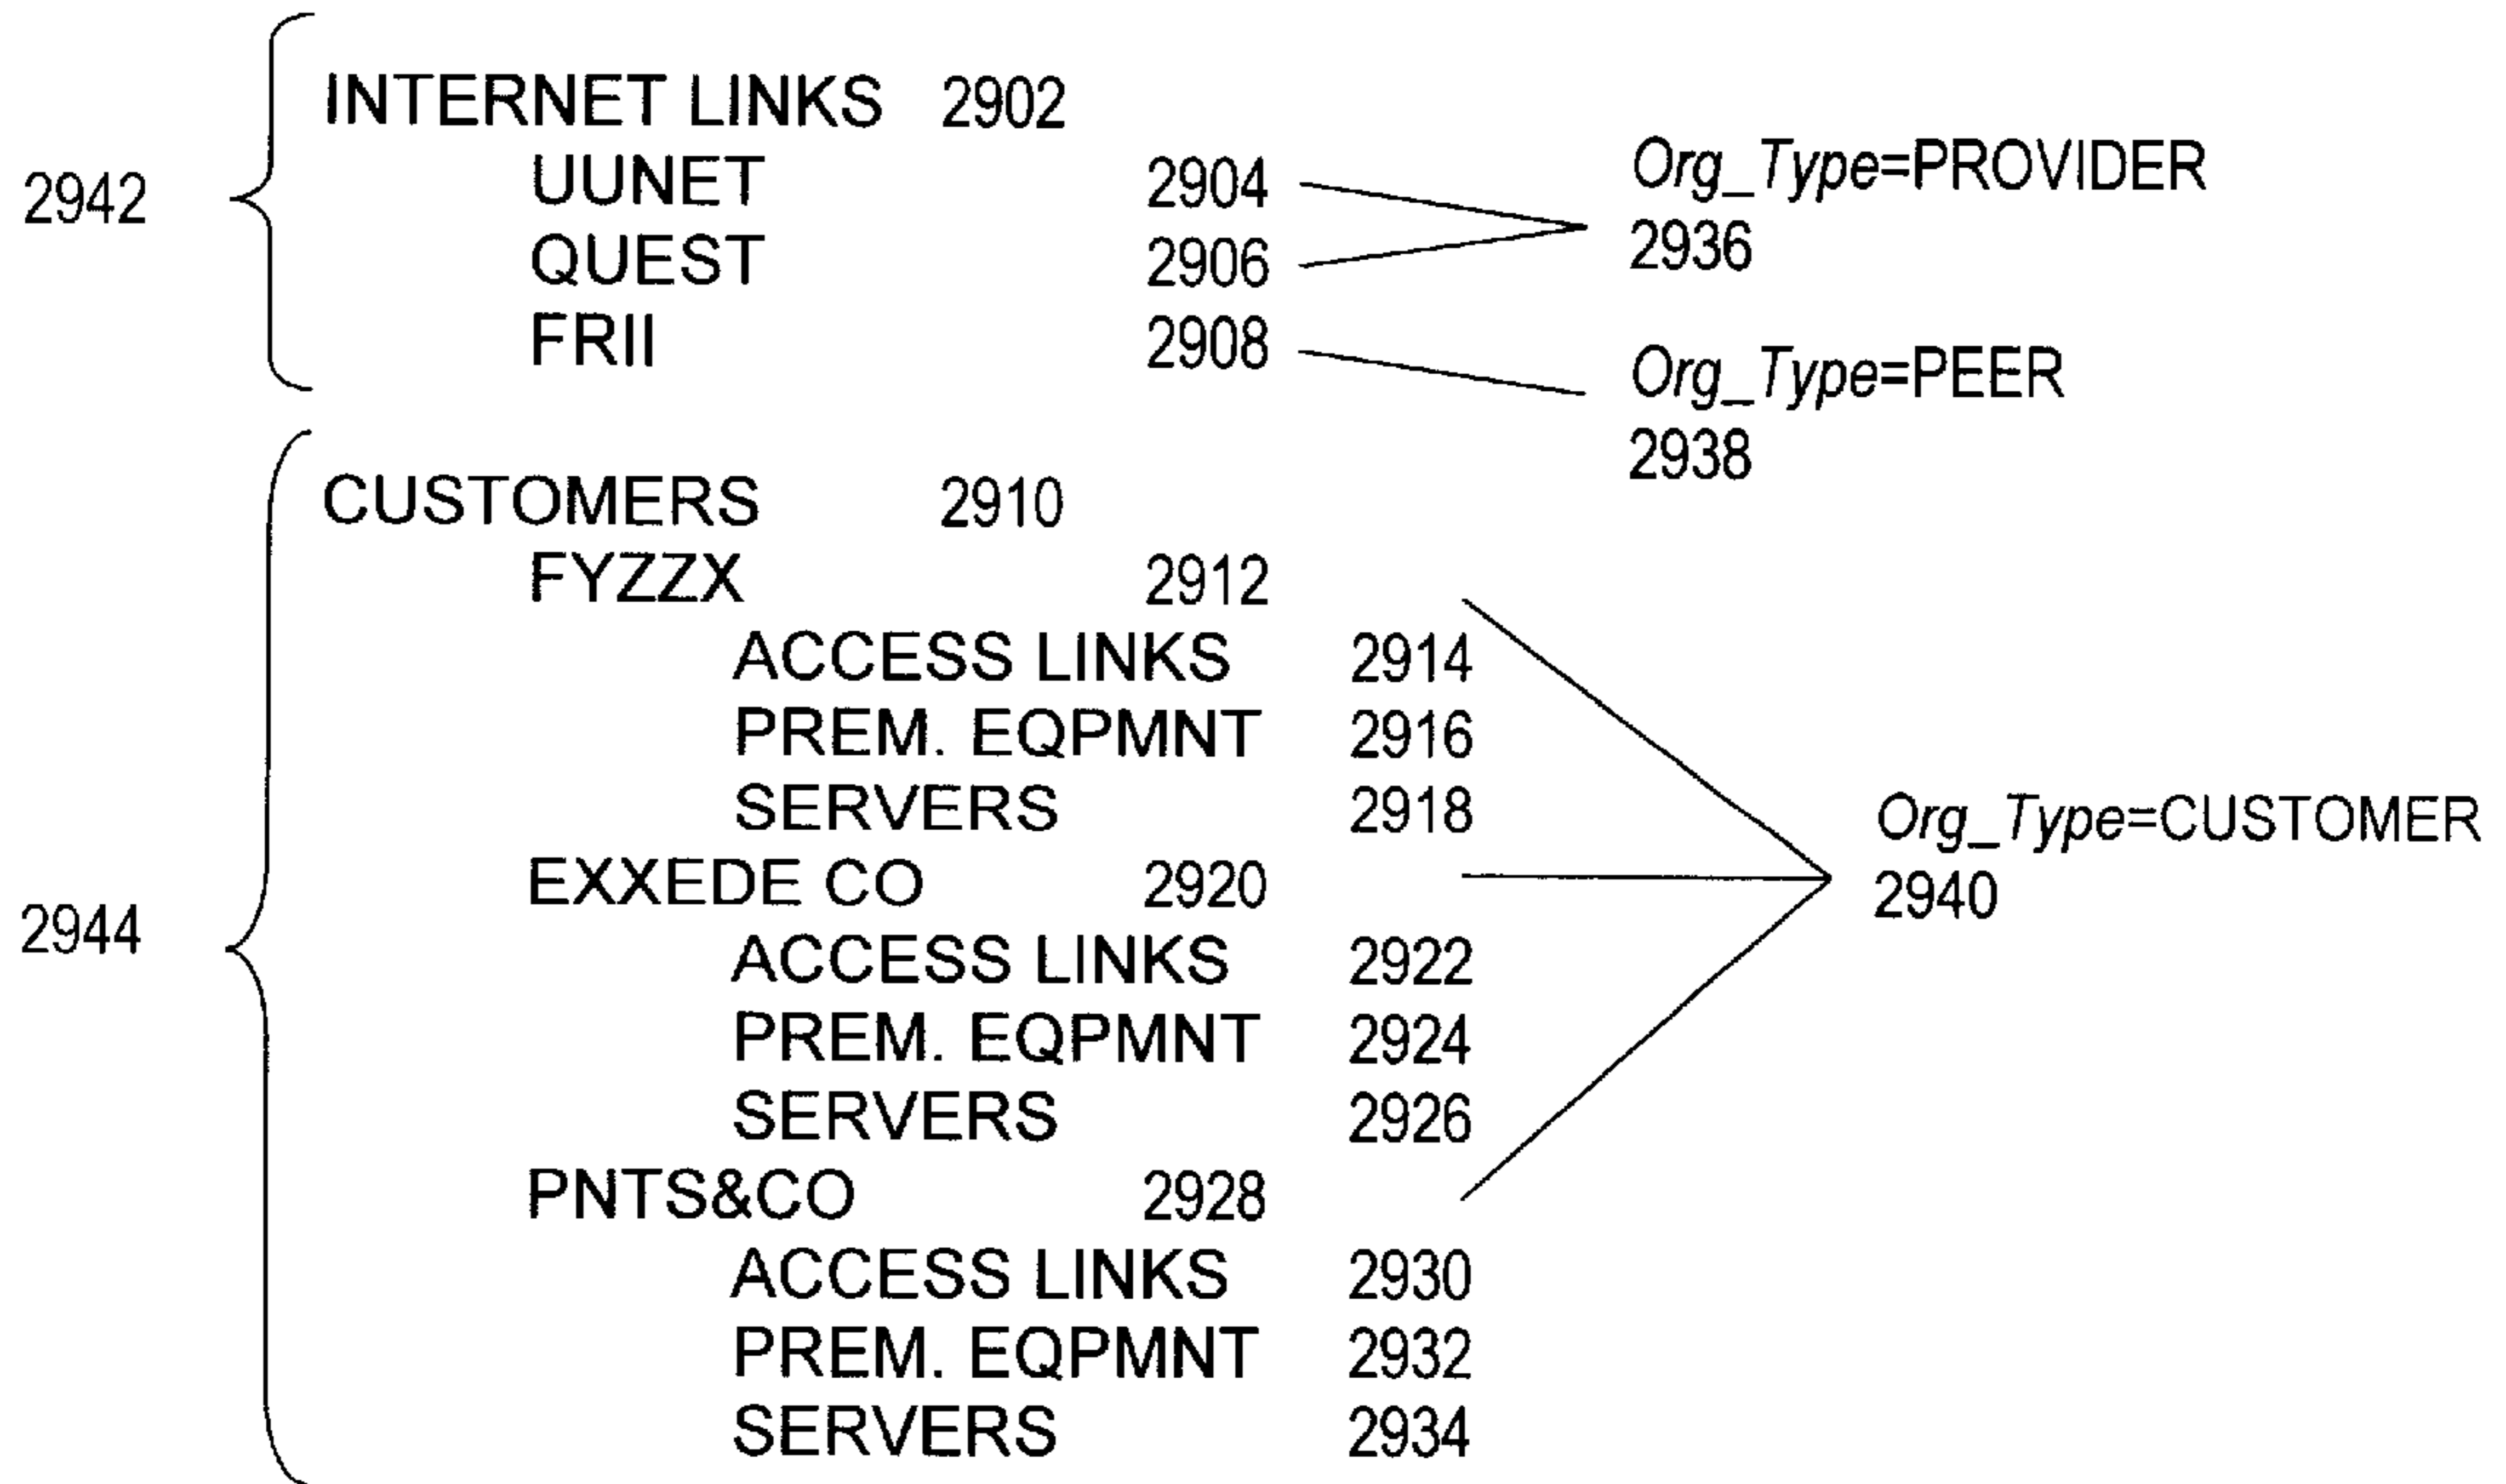 INTERNET LINKS 2902
UUNET 2904
QUEST 2906
FRII 2908
2942
Org_Type=PROVIDER
2936
Org_Type=PEER
2938
CUSTOMERS 2910
FYZZX 2912
ACCESS LINKS 2914
PREM. EQPMNT 2916
SERVERS 2918
EXXEDE CO 2920
ACCESS LINKS 2922
PREM. EQPMNT 2924
SERVERS 2926
PNTS&CO 2928
ACCESS LINKS 2930
PREM. EQPMNT 2932
SERVERS 2934
2944
Org_Type=CUSTOMER
2940